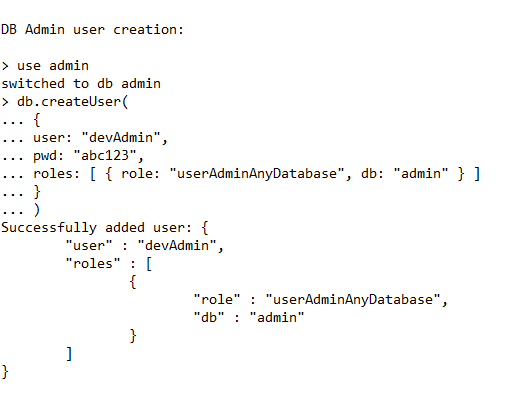 DB Admin user creation:
> use admin
switched to db admin
> db.createUser(
... {
... user: "devAdmin",
... pwd: "abc123",
... roles: [ { role: "userAdminAnyDatabase", db: "admin" } ]
... }
... )
Successfully added user: {
        "user" : "devAdmin",
        "roles" : [
                {
                        "role" : "userAdminAnyDatabase",
                        "db" : "admin"
                }
        ]
}